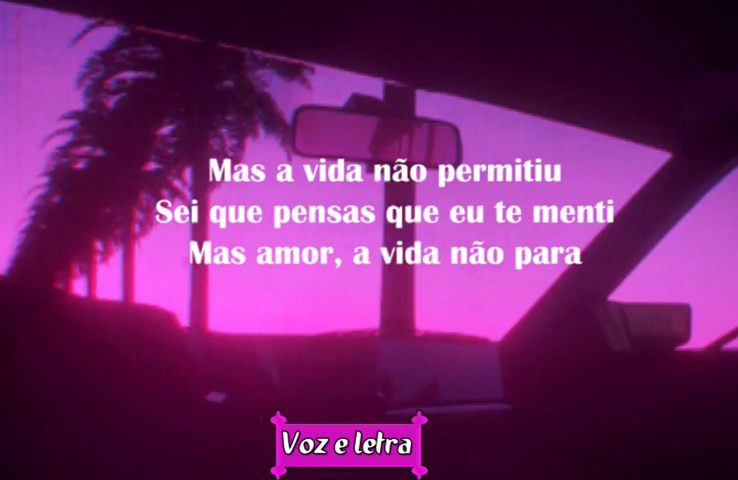 Mas a vida não permitiu
Sei que pensas que eu te menti
Mas amor, a vida não para
Voz e letra